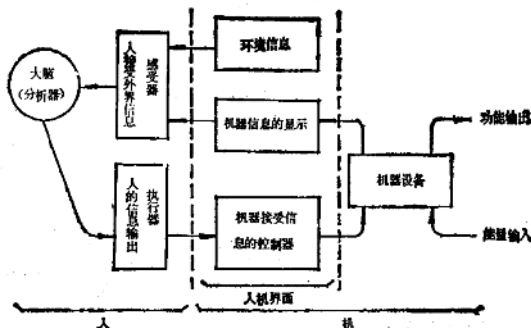 环境信息
感受器
人输受外界信息
大脑
(分析器)
机器信息的显示
功能输出
机器设备
执行器
人的信息输出
机器接受信
息的控制器
能量输入
人机界面
人
机